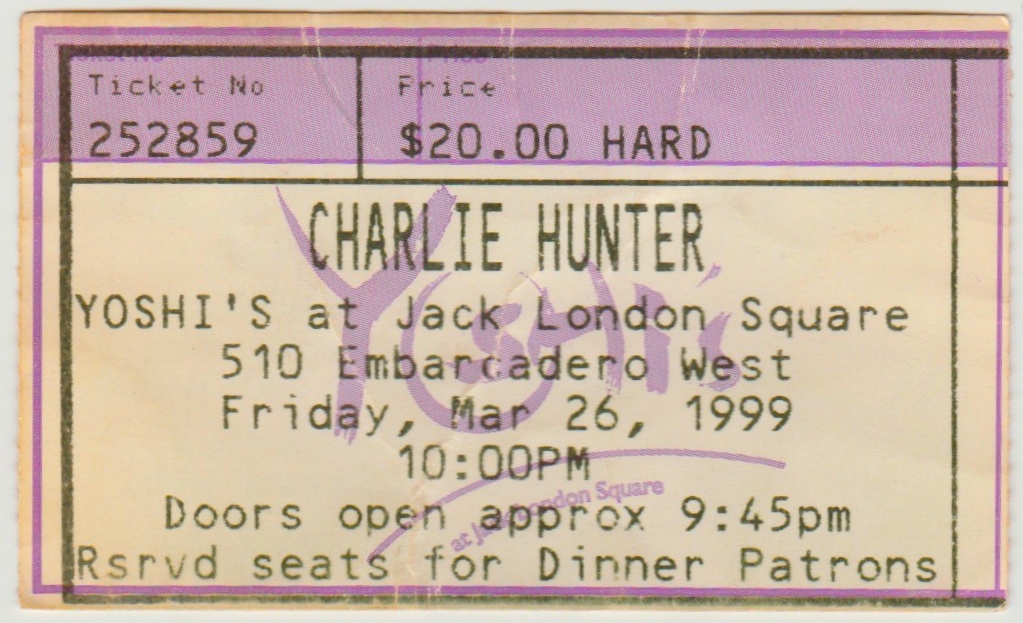 Ticket No Price
252859 $20.00 HARD
CHARLIE HUNTER
YOSHI'S at Jack London Square
510 Embarcadero West
Friday, Mar 26, 1999
10:00PM
Doors open approx 9:45pm
Rsrvd seats for Dinner Patrons
Yoshi's
at Jack London Square